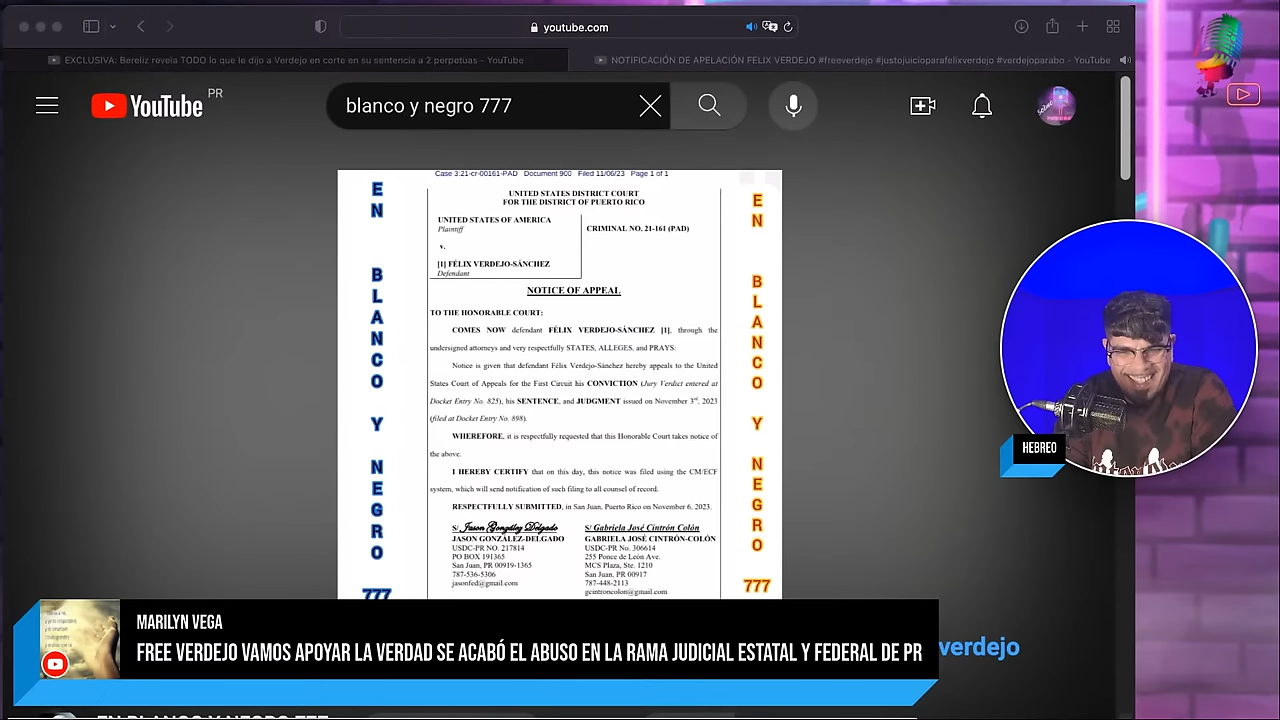 youtube.com
EXCLUSIVA: Bereliz revela TODO lo que le dijo a Verdejo en corte en su sentencia a 2 perpetuas - YouTube
NOTIFICACIÓN DE APELACIÓN FELIX VERDEJO #freeverdejo #justojuicioparafelixverdejo #verdejoparabo - YouTube
YouTube PR
blanco y negro 777
Case 3:21-cr-00161-PAD Document 900 Filed 11/06/23 Page 1 of 1
UNITED STATES DISTRICT COURT
FOR THE DISTRICT OF PUERTO RICO
UNITED STATES OF AMERICA
Plaintiff
CRIMINAL NO. 21-161 (PAD)
v.
[1] FÉLIX VERDEJO-SÁNCHEZ
Defendant
NOTICE OF APPEAL
TO THE HONORABLE COURT:
COMES NOW defendant FÉLIX VERDEJO-SÁNCHEZ [1], through the
undersigned attorneys and very respectfully STATES, ALLEGES, and PRAYS:
Notice is given that defendant Félix Verdejo-Sánchez hereby appeals to the United
States Court of Appeals for the First Circuit his CONVICTION (Jury Verdict entered at
Docket Entry No. 825), his SENTENCE, and JUDGMENT issued on November 3rd, 2023
(filed at Docket Entry No. 898).
WHEREFORE, it is respectfully requested that this Honorable Court takes notice of
the above.
I HEREBY CERTIFY that on this day, this notice was filed using the CM/ECF
system, which will send notification of such filing to all counsel of record.
RESPECTFULLY SUBMITTED, in San Juan, Puerto Rico on November 6, 2023.
S/ Jason González Delgado
JASON GONZÁLEZ-DELGADO
USDC-PR NO. 217814
PO BOX 191365
San Juan, PR 00919-1365
787-536-5306
jasonfed@gmail.com
S/ Gabriela José Cintrón Colón
GABRIELA JOSÉ CINTRÓN-COLÓN
USDC-PR No. 306614
255 Ponce de León Ave.
MCS Plaza, Ste. 1210
San Juan, PR 00917
787-448-2113
gcintroncolon@gmail.com
EN BLANCO Y NEGRO 777
EN BLANCO Y NEGRO 777
HEBREO
MARILYN VEGA
FREE VERDEJO VAMOS APOYAR LA VERDAD SE ACABÓ EL ABUSO EN LA RAMA JUDICIAL ESTATAL Y FEDERAL DE PR
verdejo
EN BLANCO Y NEGRO 777